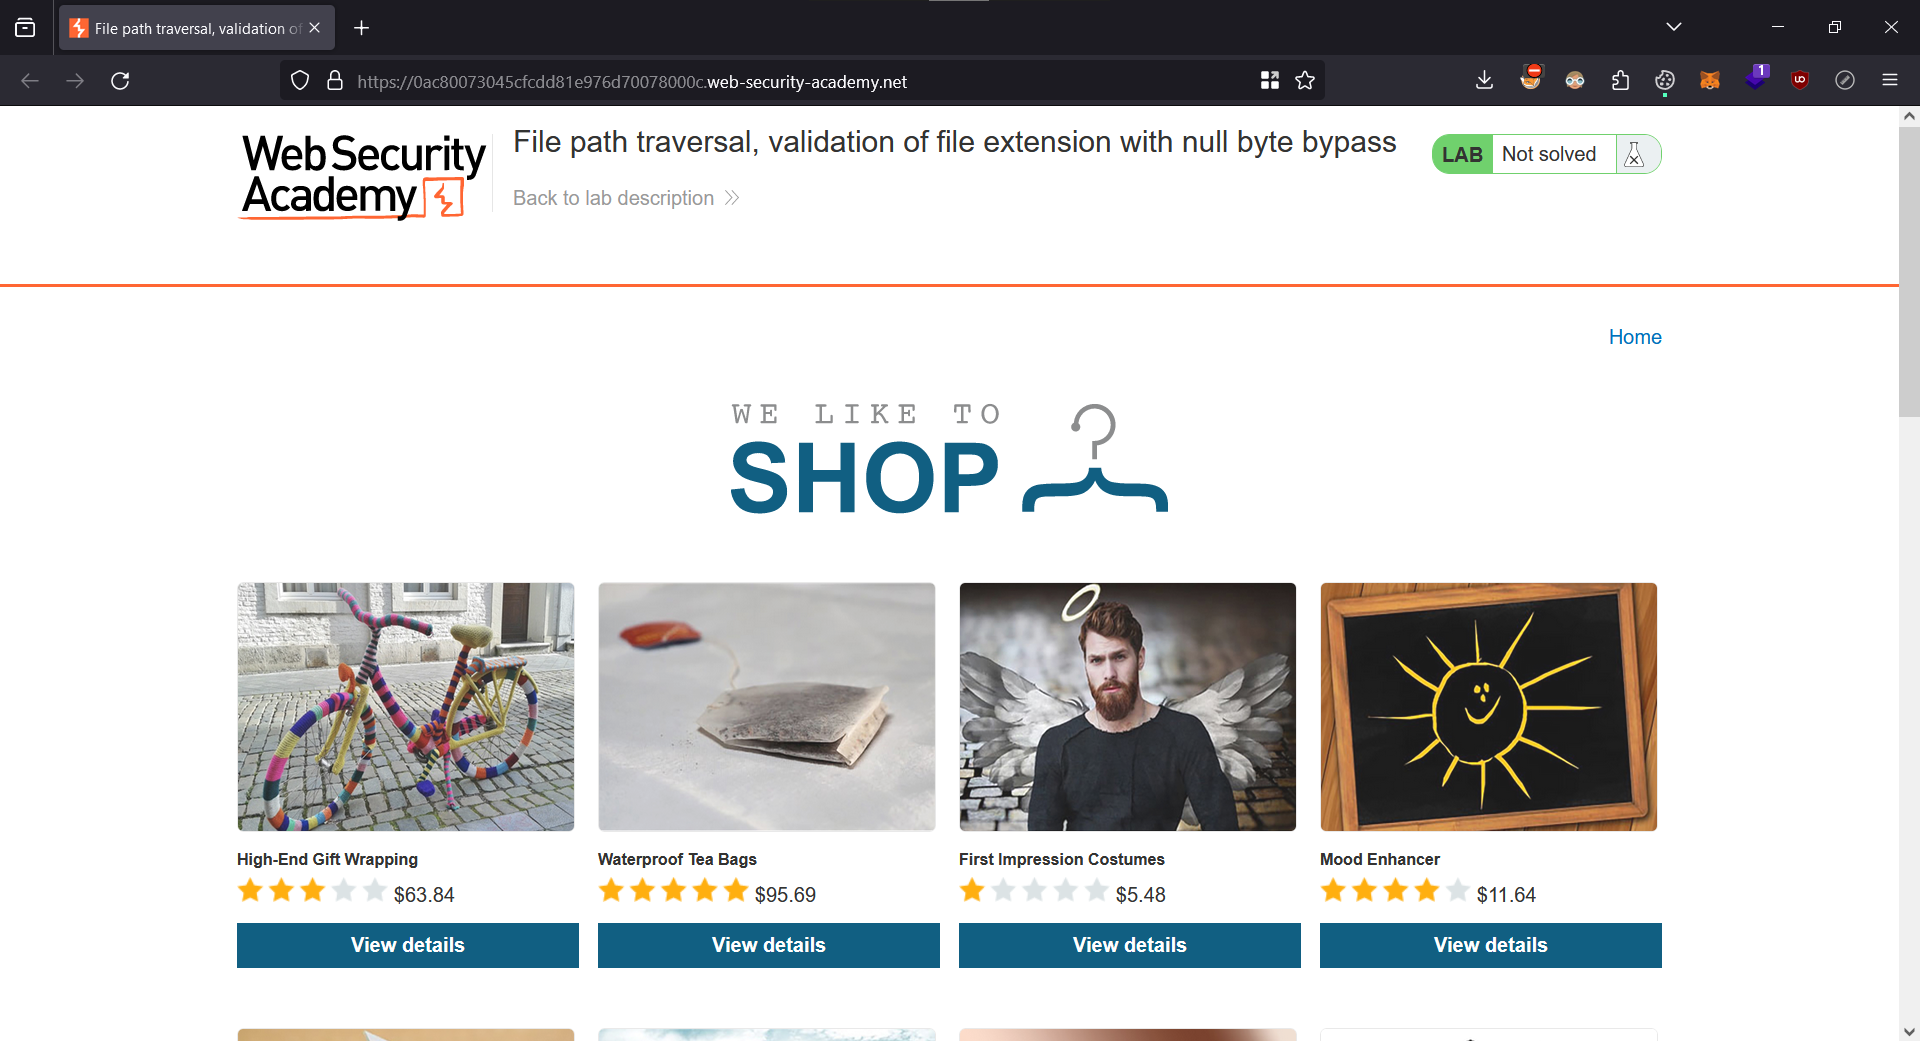 File path traversal, validation of
https://0ac80073045cfcdd81e976d70078000c.web-security-academy.net
1
Web Security
Academy
File path traversal, validation of file extension with null byte bypass
Back to lab description
LAB Not solved
Home
WE LIKE TO
SHOP
High-End Gift Wrapping
$63.84
View details
Waterproof Tea Bags
$95.69
View details
First Impression Costumes
$5.48
View details
Mood Enhancer
$11.64
View details